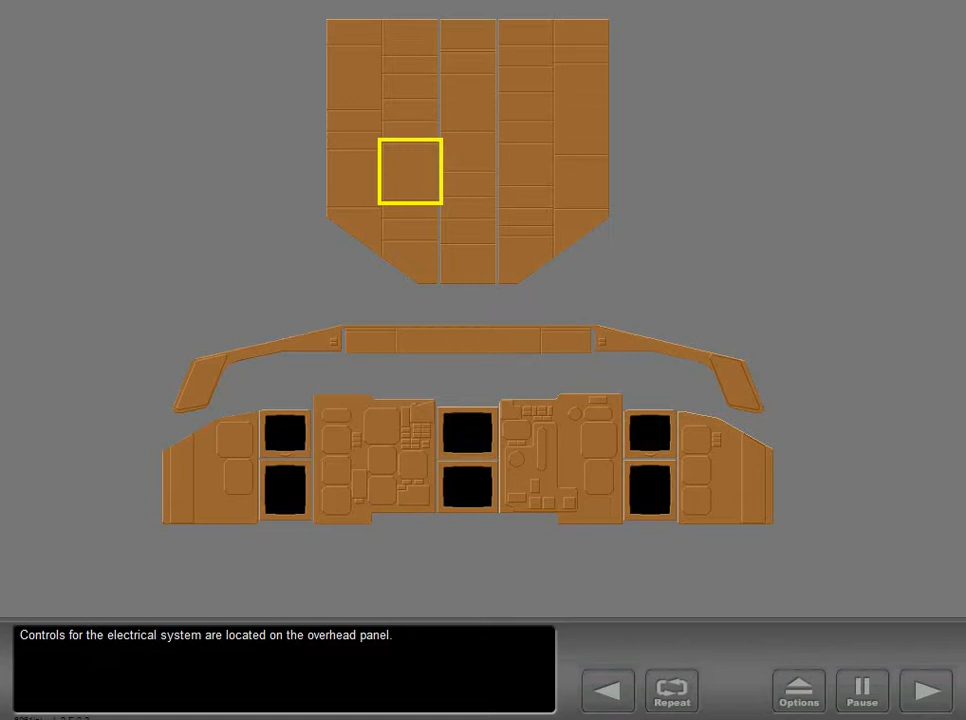 Controls for the electrical system are located on the overhead panel.
Repeat
Options
Pause